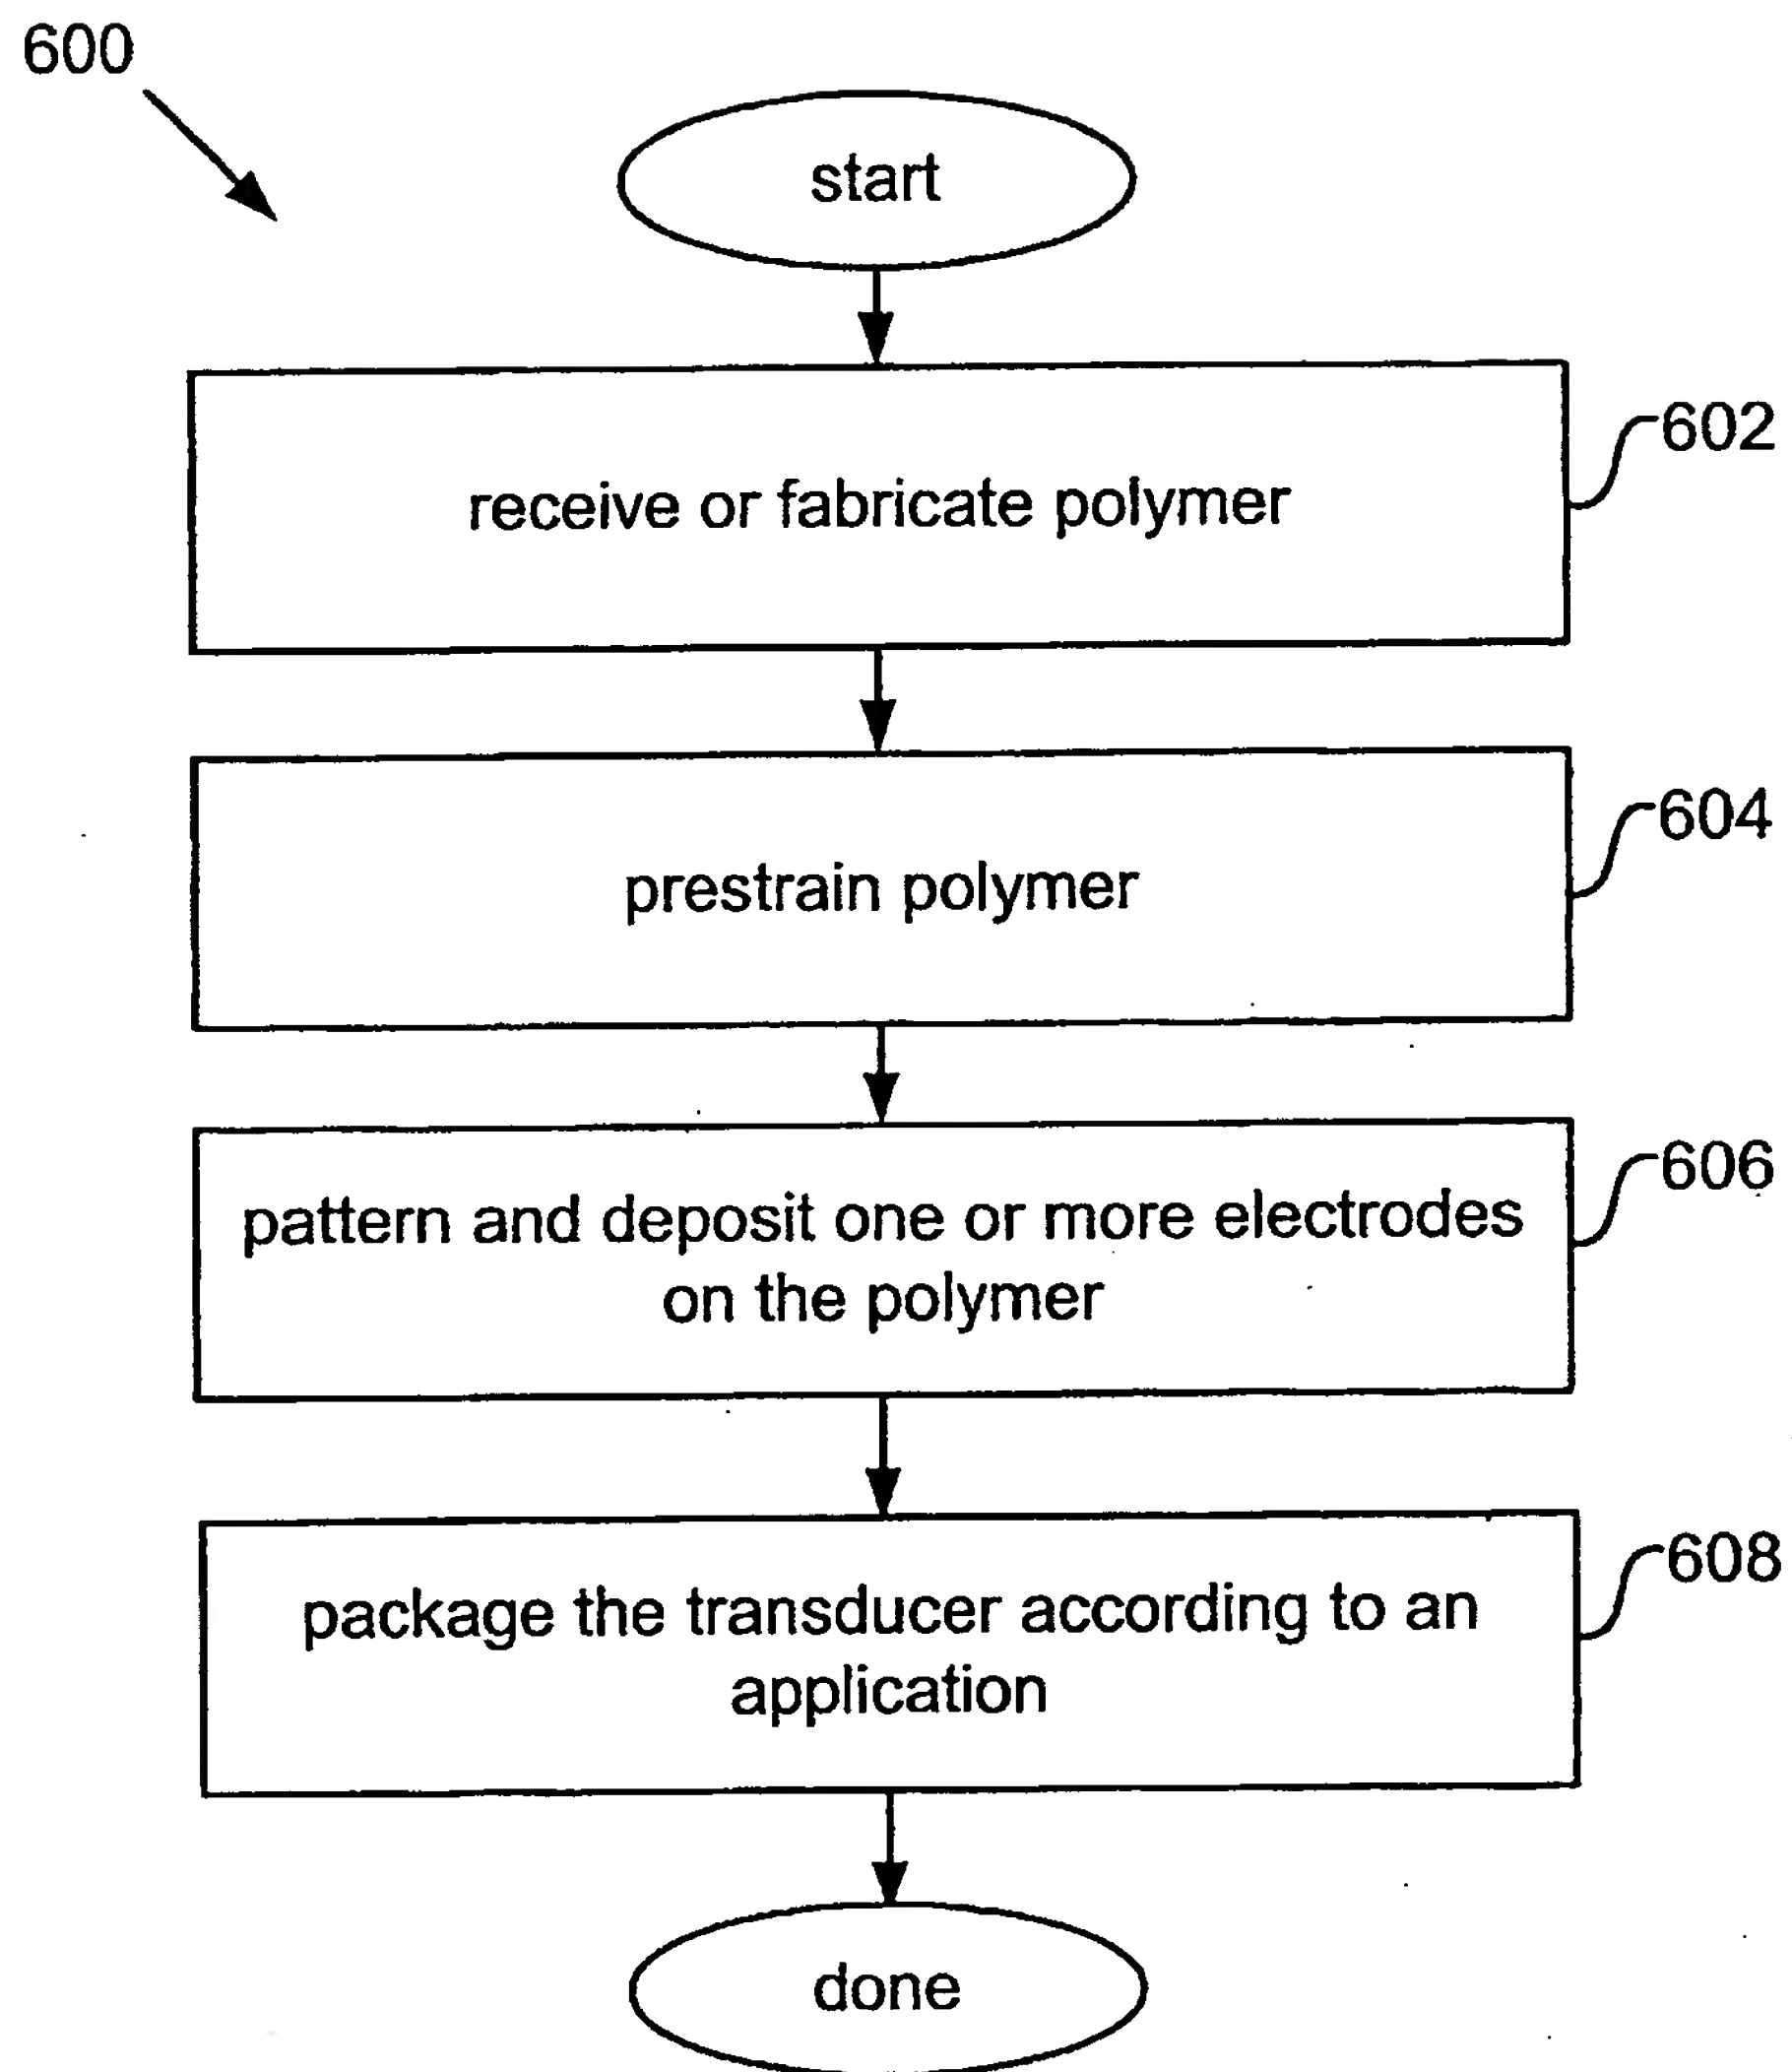 600
start
receive or fabricate polymer
602
prestrain polymer
604
pattern and deposit one or more electrodes
on the polymer
606
package the transducer according to an
application
608
done